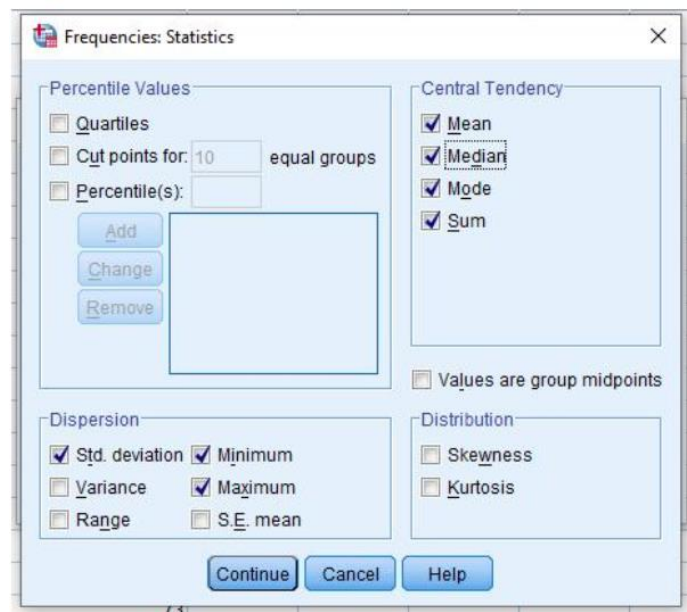 Frequencies: Statistics
Percentile Values
Quartiles
Cut points for: 10 equal groups
Percentile(s):
Add
Change
Remove
Central Tendency
Mean
Median
Mode
Sum
Values are group midpoints
Dispersion
Std. deviation Minimum
Variance Maximum
Range S.E. mean
Distribution
Skewness
Kurtosis
Continue Cancel Help